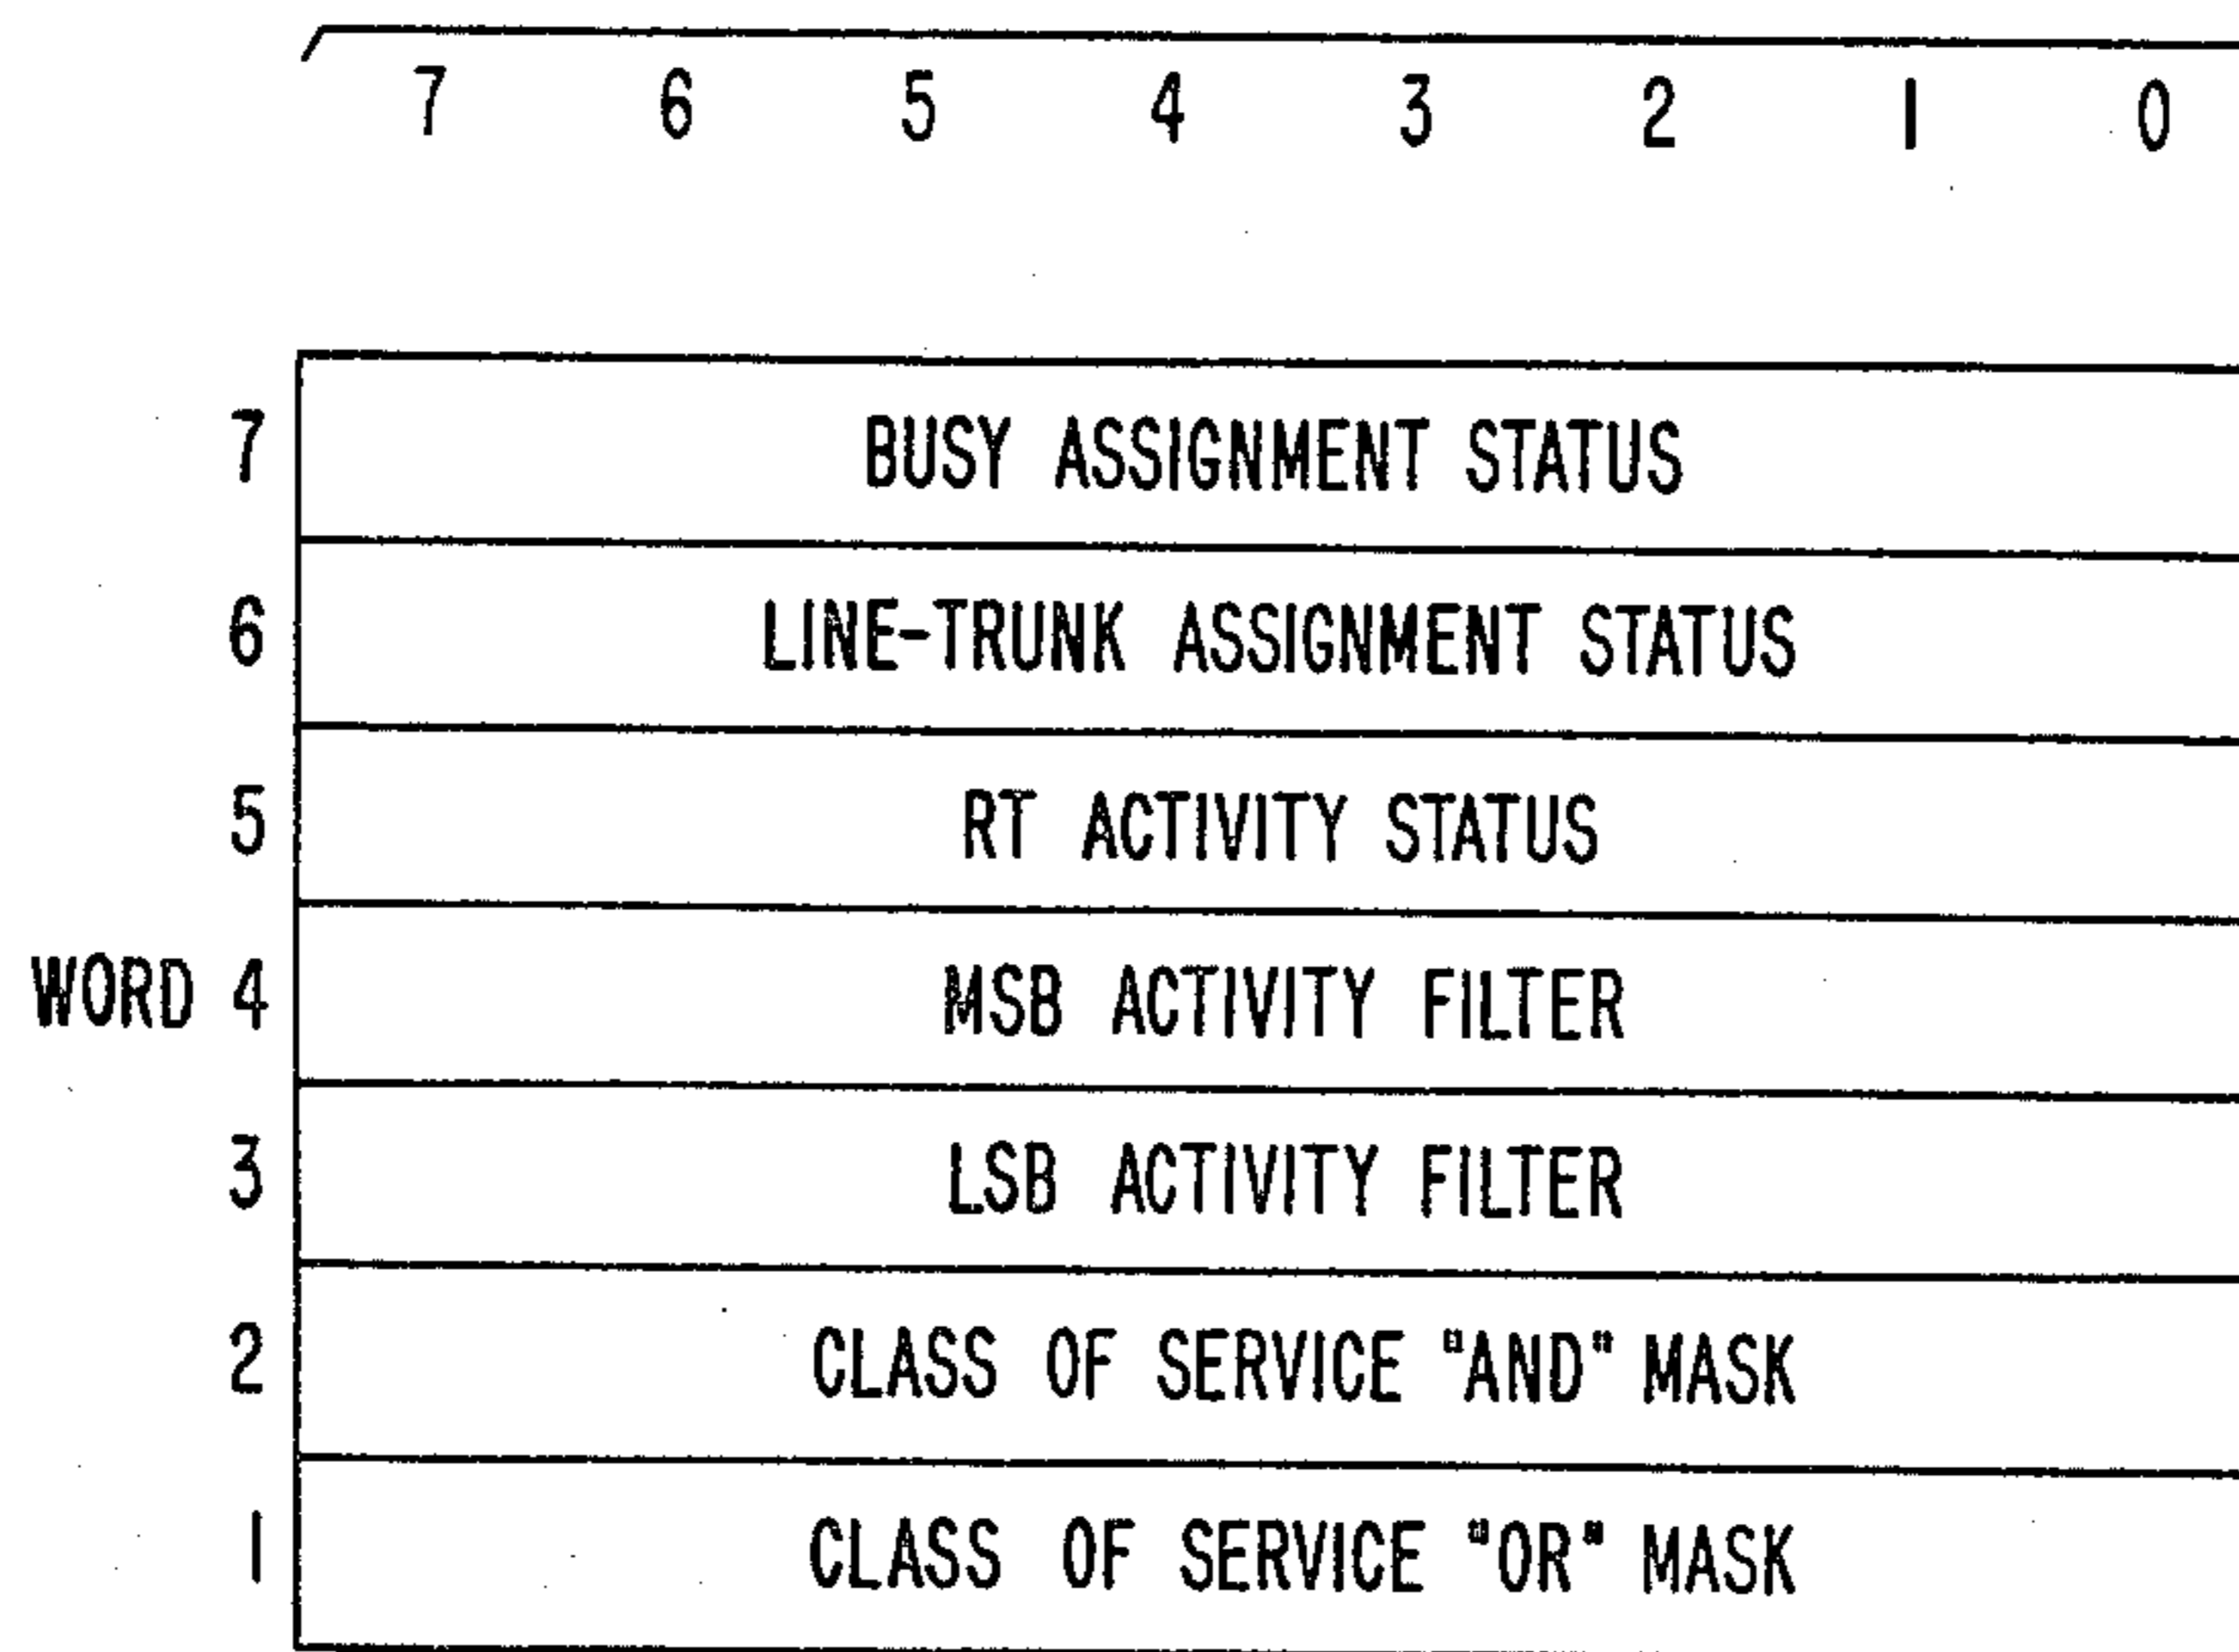 7 6 5 4 3 2 1 0
7 BUSY ASSIGNMENT STATUS
6 LINE-TRUNK ASSIGNMENT STATUS
5 RT ACTIVITY STATUS
WORD 4 MSB ACTIVITY FILTER
3 LSB ACTIVITY FILTER
2 CLASS OF SERVICE "AND" MASK
1 CLASS OF SERVICE "OR" MASK